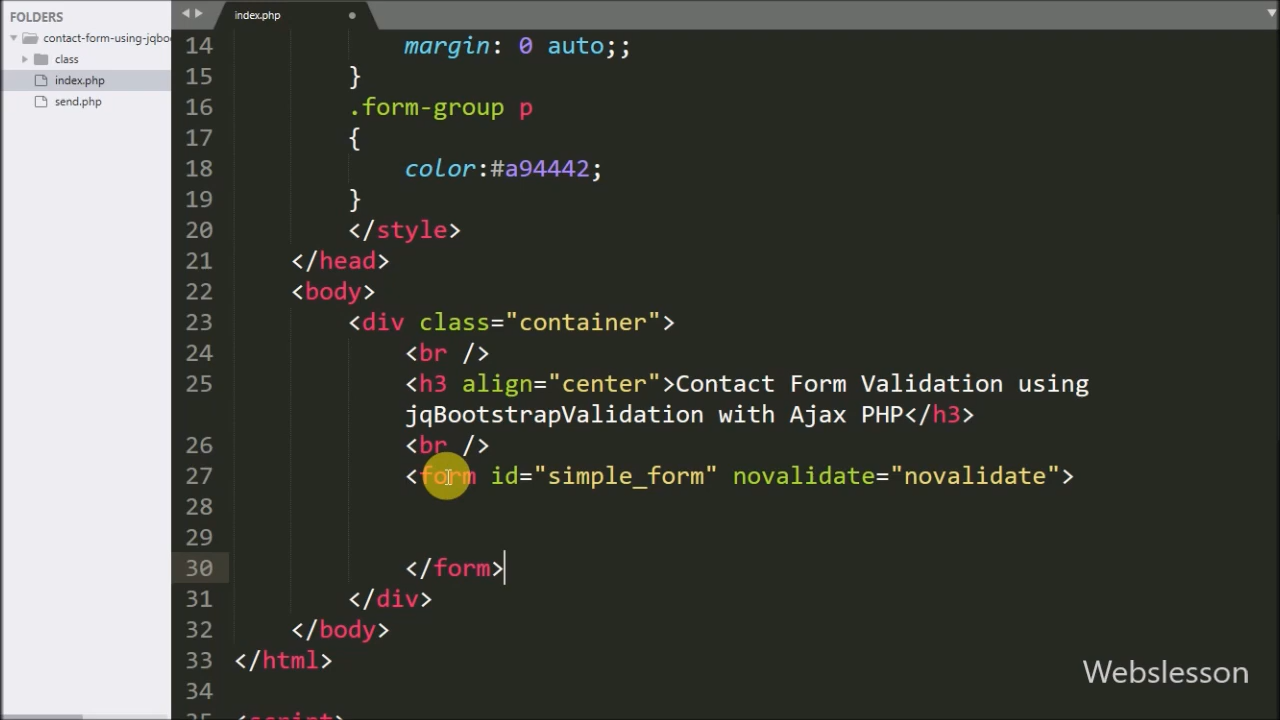 FOLDERS
contact-form-using-jqboo
class
index.php
send.php
index.php
14 margin: 0 auto;;
15 }
16 .form-group p
17 {
18 color:#a94442;
19 }
20 </style>
21 </head>
22 <body>
23 <div class="container">
24 <br />
25 <h3 align="center">Contact Form Validation using
jqBootstrapValidation with Ajax PHP</h3>
26 <br />
27 <form id="simple_form" novalidate="novalidate">
28
29
30 </form>
31 </div>
32 </body>
33 </html>
34
35 <script>
Webslesson